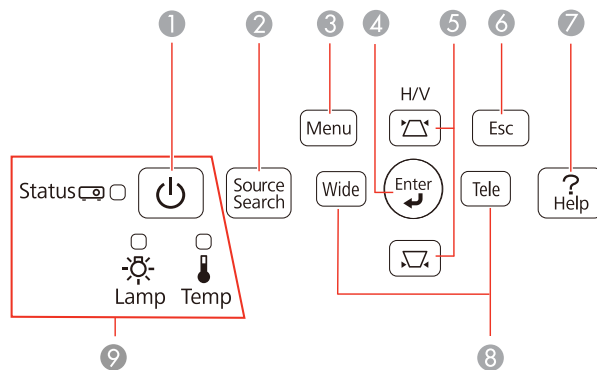 1 2 3 4 5 6 7
H/V
Menu
Esc
Status
Source
Search
Wide
Enter
Tele
?
Help
Lamp
Temp
9
8